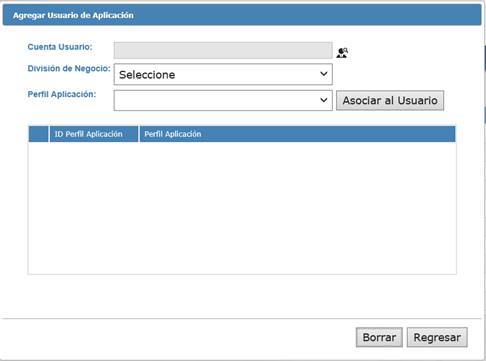 Agregar Usuario de Aplicación
Cuenta Usuario:
División de Negocio: Seleccione
Perfil Aplicación: Asociar al Usuario
ID Perfil Aplicación Perfil Aplicación
Borrar Regresar